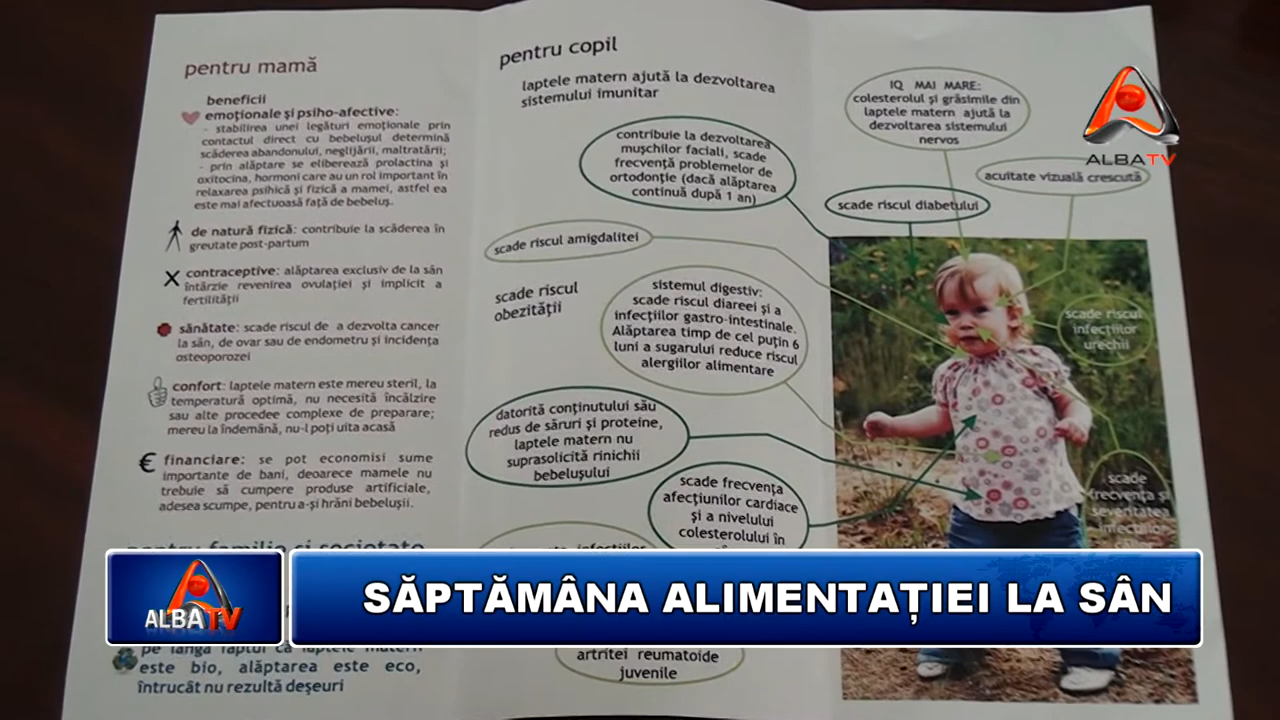 pentru mamă
beneficii
emoționale și psiho-afective:
- stabilirea unei legături emoționale prin
contactul direct cu bebelușul determină
scăderea abandonului, neglijării, maltratării;
- prin alăptare se eliberează prolactina și
oxitocina, hormoni care au un rol important în
relaxarea psihică și fizică a mamei, astfel ea
este mai afectuoasă față de bebeluș.
de natură fizică: contribuie la scăderea în
greutate post-partum
contraceptive: alăptarea exclusiv de la sân
întârzie revenirea ovulației și implicit a
fertilității
sănătate: scade riscul de a dezvolta cancer
la sân, de ovar sau de endometru și incidența
osteoporozei
confort: laptele matern este mereu steril, la
temperatură optimă, nu necesită încălzire
sau alte procedee complexe de preparare;
mereu la îndemână, nu-l poți uita acasă
€ financiare: se pot economisi sume
importante de bani, deoarece mamele nu
trebuie să cumpere produse artificiale,
adesea scumpe, pentru a-și hrăni bebelușii.
pentru familie și societate
pe lângă faptul că laptele matern
este bio, alăptarea este eco,
întrucât nu rezultă deșeuri
pentru copil
laptele matern ajută la dezvoltarea
sistemului imunitar
contribuie la dezvoltarea
mușchilor faciali, scade
frecvență problemelor de
ortodonție (dacă alăptarea
continuă după 1 an)
scade riscul amigdalitei
scade riscul
obezității
sistemul digestiv:
scade riscul diareei și a
infecțiilor gastro-intestinale.
Alăptarea timp de cel puțin 6
luni a sugarului reduce riscul
alergiilor alimentare
datorită conținutului său
redus de săruri și proteine,
laptele matern nu
suprasolicită rinichii
bebelușului
scade frecvența
afecțiunilor cardiace
și a nivelului
colesterolului în
infecțiilor
artritei reumatoide
juvenile
IQ MAI MARE:
colesterolul și grăsimile din
laptele matern ajută la
dezvoltarea sistemului
nervos
acuitate vizuală crescută
scade riscul diabetului
scade riscul
infecțiilor
urechii
scade
frecvența și
severitatea
infecțiilor
ALBA TV
ALBA TV
SĂPTĂMÂNA ALIMENTAȚIEI LA SÂN